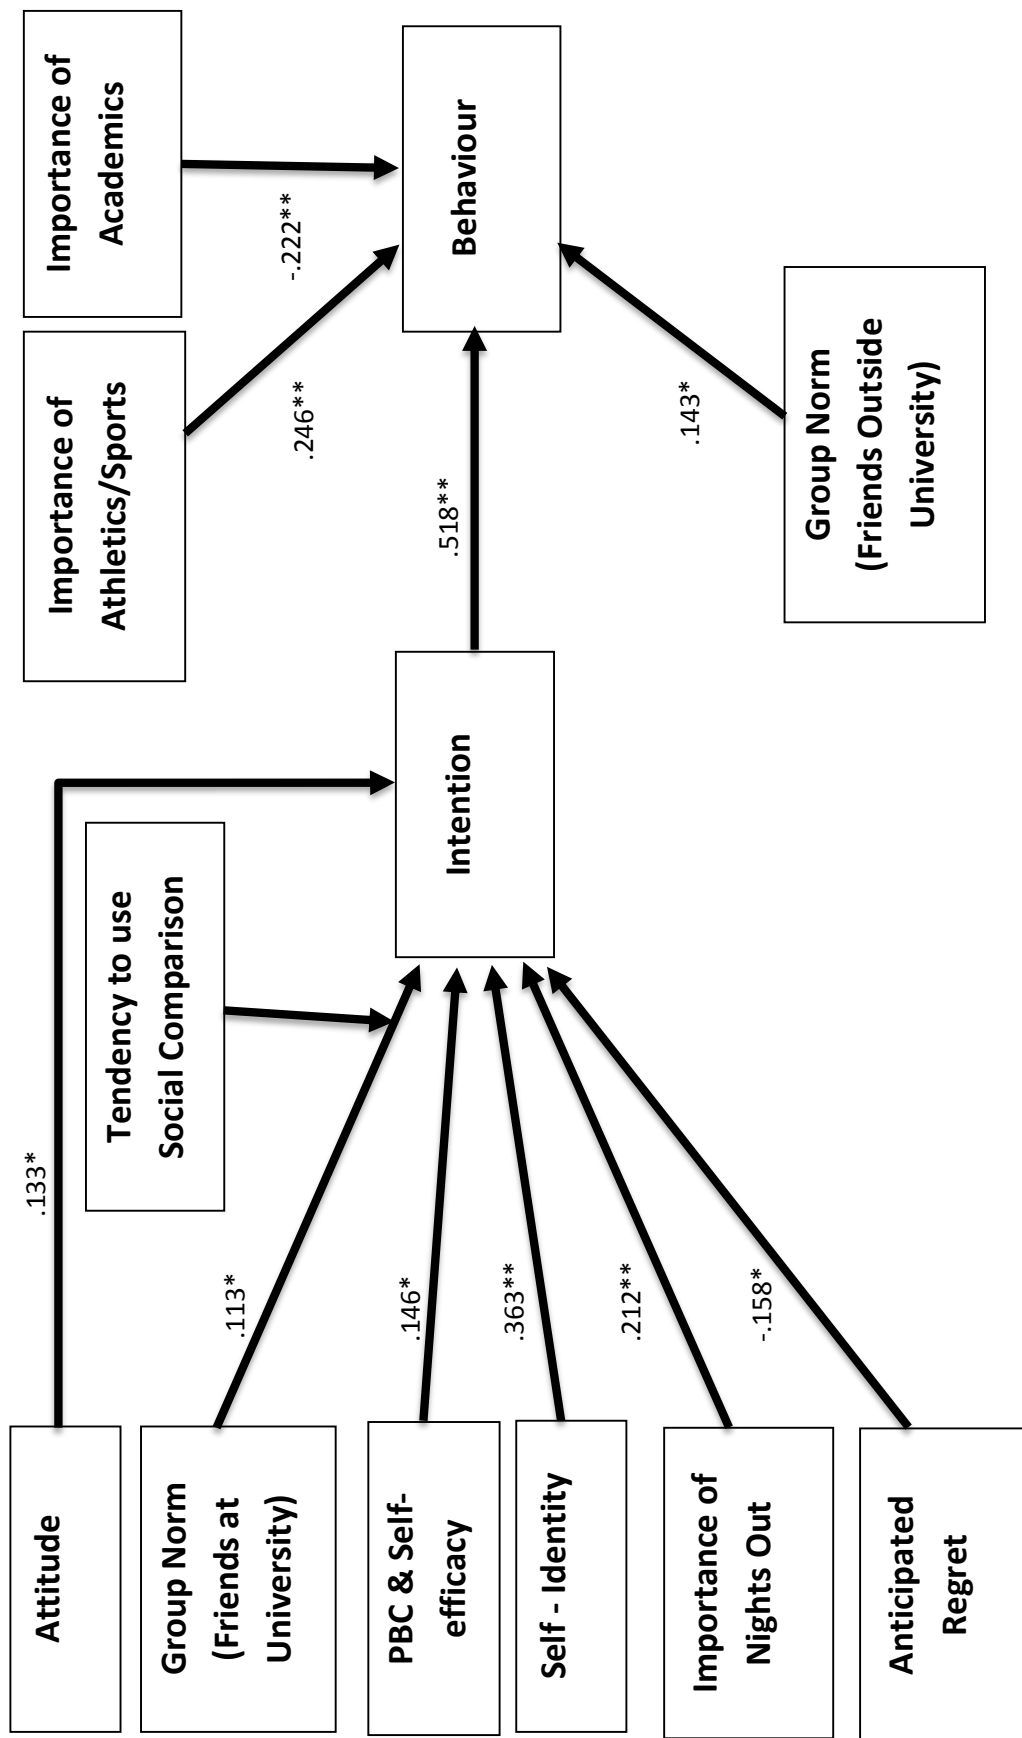 Attitude
Group Norm
(Friends at
University)
PBC & Self-
efficacy
Self - Identity
Importance of
Nights Out
Anticipated
Regret
.133*
.113*
.146*
.363**
.212**
-.158*
Tendency to use
Social Comparison
Intention
.518**
Importance of
Athletics/Sports
.246**
Importance of
Academics
-.222**
Behaviour
.143*
Group Norm
(Friends Outside
University)